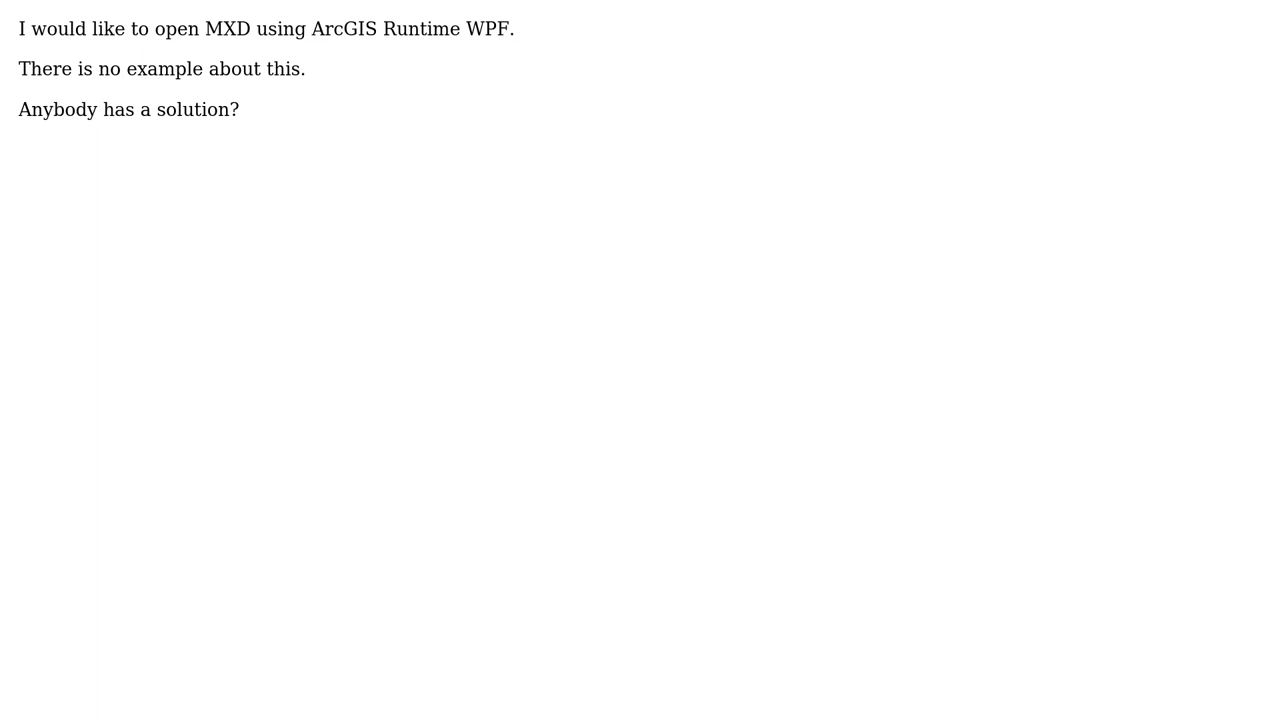 I would like to open MXD using ArcGIS Runtime WPF.
There is no example about this.
Anybody has a solution?